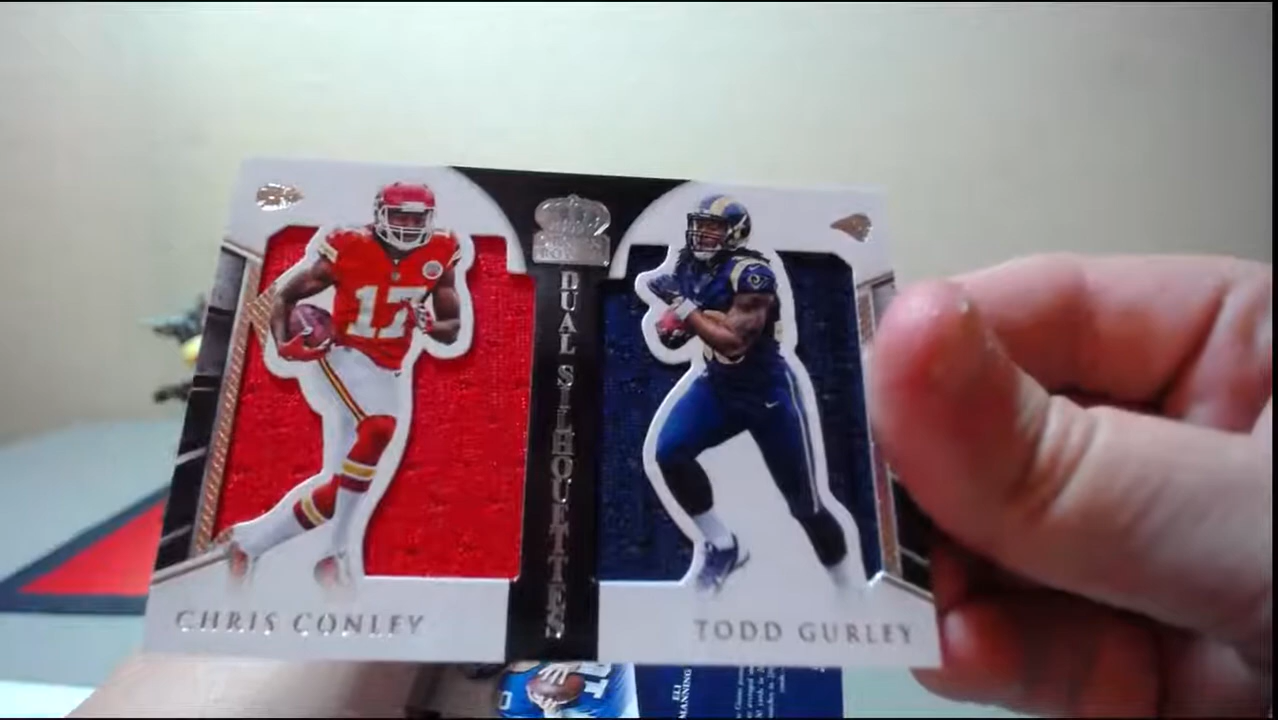 DUAL SILHOUETTES
17
CHRIS CONLEY
TODD GURLEY
ELI
MANNING